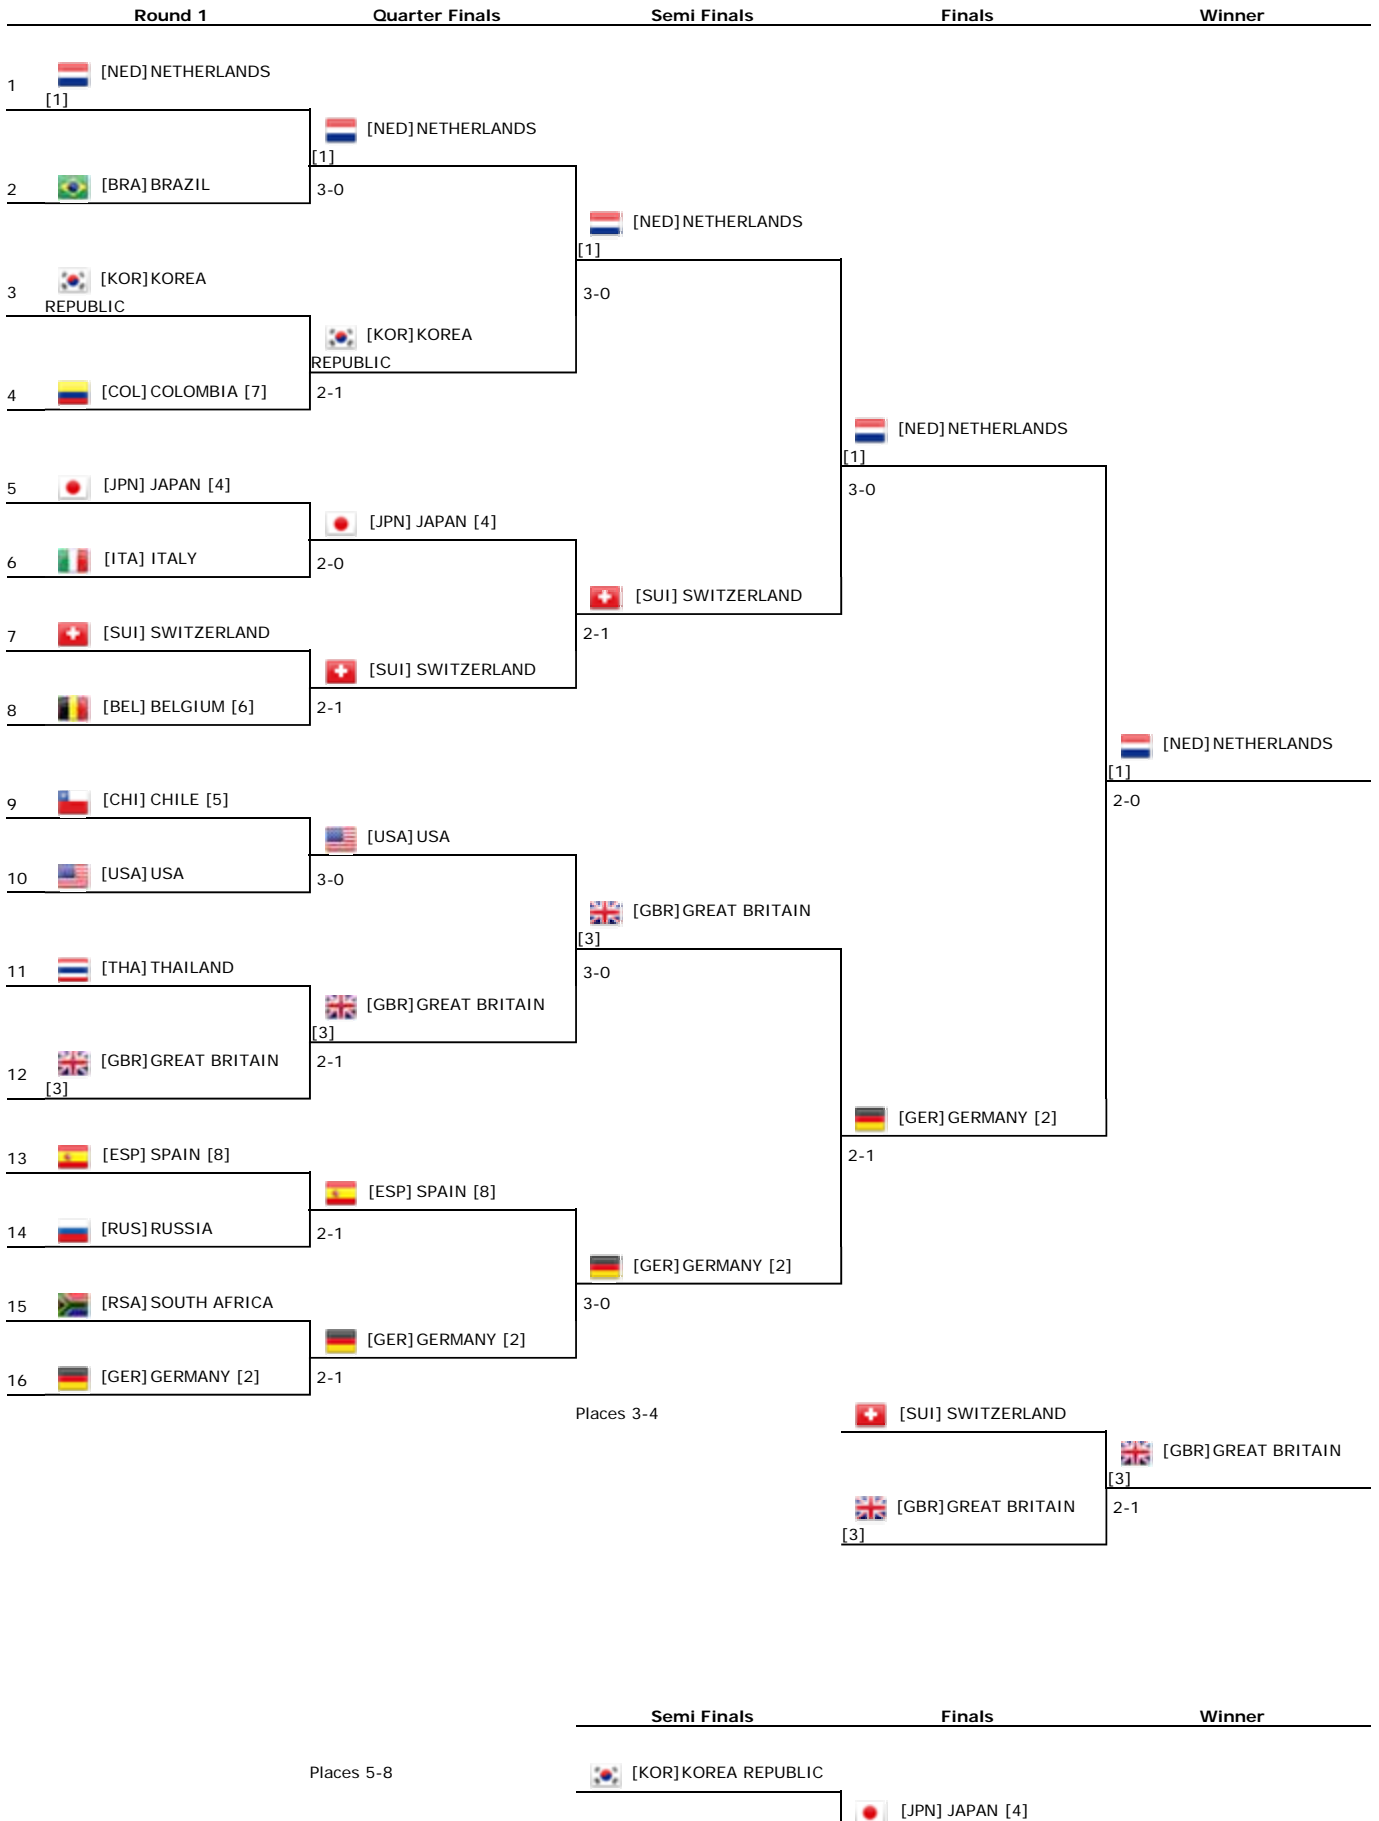 Round 1 Quarter Finals Semi Finals Finals Winner
[NED] NETHERLANDS
1
[1]
[NED] NETHERLANDS
[1]
2 [BRA] BRAZIL 3-0
[NED] NETHERLANDS
[1]
[KOR] KOREA
3 3-0
REPUBLIC
[KOR] KOREA
REPUBLIC
4 [COL] COLOMBIA [7] 2-1
[NED] NETHERLANDS
[1]
5 [JPN] JAPAN [4] 3-0
[JPN] JAPAN [4]
6 [ITA] ITALY 2-0
[SUI] SWITZERLAND
7 [SUI] SWITZERLAND 2-1
[SUI] SWITZERLAND
8 [BEL] BELGIUM [6] 2-1
[NED] NETHERLANDS
[1]
9 [CHI] CHILE [5] 2-0
[USA] USA
10 [USA] USA 3-0
[GBR] GREAT BRITAIN
[3]
11 [THA] THAILAND 3-0
[GBR] GREAT BRITAIN
[3]
[GBR] GREAT BRITAIN 2-1
12
[3]
[GER] GERMANY [2]
13 [ESP] SPAIN [8] 2-1
[ESP] SPAIN [8]
14 [RUS] RUSSIA 2-1
[GER] GERMANY [2]
15 [RSA] SOUTH AFRICA 3-0
[GER] GERMANY [2]
16 [GER] GERMANY [2] 2-1
Places 3-4 [SUI] SWITZERLAND
[GBR] GREAT BRITAIN
[3]
[GBR] GREAT BRITAIN 2-1
[3]
Semi Finals Finals Winner
Places 5-8 [KOR] KOREA REPUBLIC
[JPN] JAPAN [4]